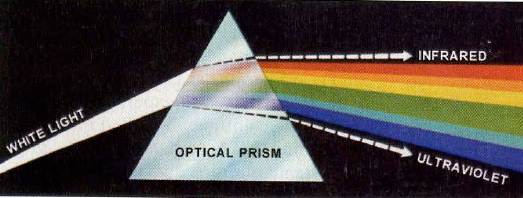 INFRARED
WHITE LIGHT
OPTICAL PRISM
ULTRAVIOLET